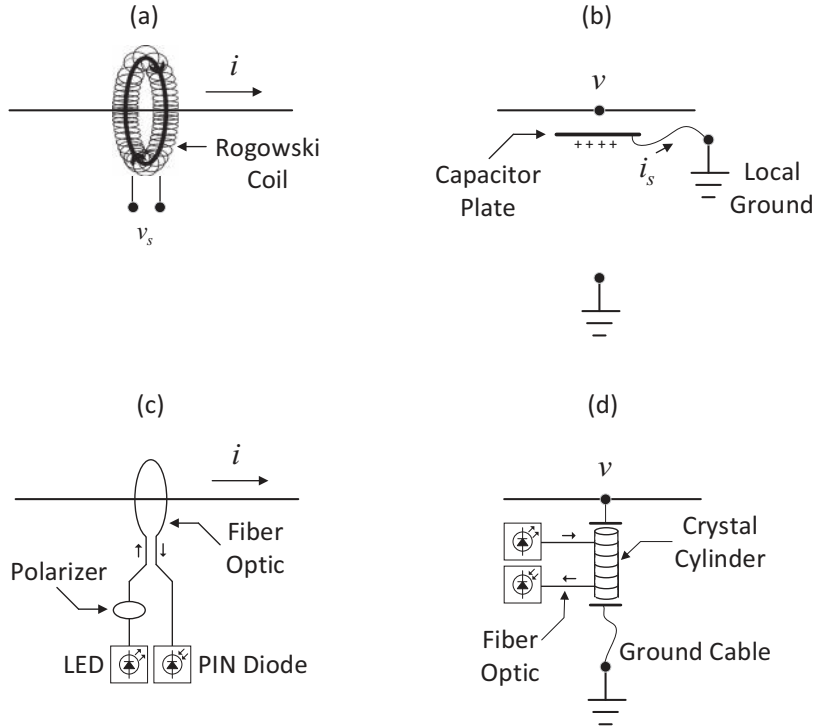 (a)
i
Rogowski
Coil
v_s
(b)
v
++++
Capacitor
Plate
i_s
Local
Ground
(c)
i
Fiber
Optic
↑ ↓
Polarizer
LED
PIN Diode
(d)
v
→
←
Crystal
Cylinder
Fiber
Optic
Ground Cable